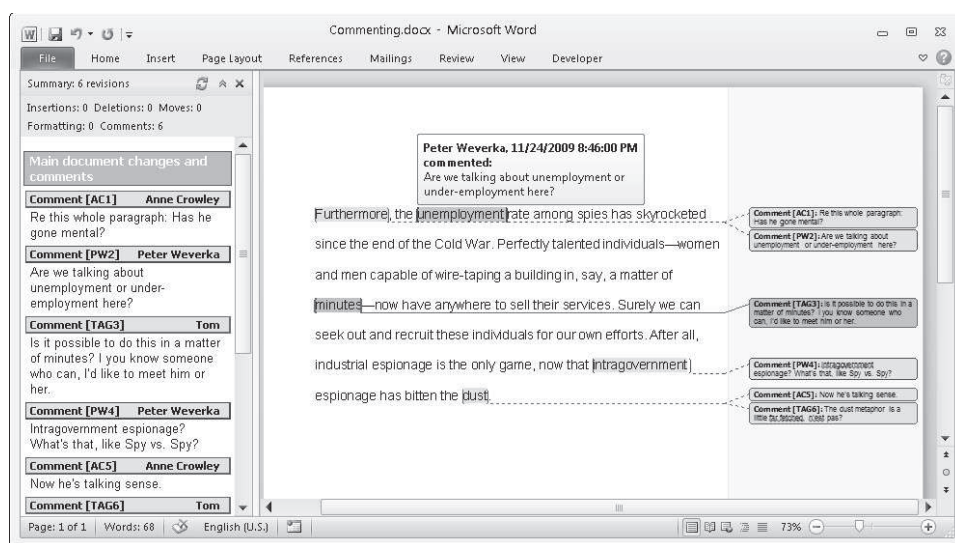 Commenting.docx - Microsoft Word
File Home Insert Page Layout References Mailings Review View Developer
Summary: 6 revisions
Insertions: 0 Deletions: 0 Moves: 0
Formatting: 0 Comments: 6
Main document changes and
comments
Comment [AC1] Anne Crowley
Re this whole paragraph: Has he
gone mental?
Comment [PW2] Peter Weverka
Are we talking about
unemployment or under-
employment here?
Comment [TAG3] Tom
Is it possible to do this in a matter
of minutes? I you know someone
who can, I'd like to meet him or
her.
Comment [PW4] Peter Weverka
Intragovernment espionage?
What's that, like Spy vs. Spy?
Comment [AC5] Anne Crowley
Now he's talking sense.
Comment [TAG6] Tom
Peter Weverka, 11/24/2009 8:46:00 PM
commented:
Are we talking about unemployment or
under-employment here?
Furthermore, the unemployment rate among spies has skyrocketed
since the end of the Cold War. Perfectly talented individuals—women
and men capable of wire-taping a building in, say, a matter of
minutes—now have anywhere to sell their services. Surely we can
seek out and recruit these individuals for our own efforts. After all,
industrial espionage is the only game, now that intragovernment
espionage has bitten the dust.
Comment [AC1]: Re this whole paragraph:
Has he gone mental?
Comment [PW2]: Are we talking about
unemployment or under-employment here?
Comment [TAG3]: Is it possible to do this in a
matter of minutes? I you know someone who
can, I'd like to meet him or her.
Comment [PW4]: Intragovernment
espionage? What's that, like Spy vs. Spy?
Comment [AC5]: Now he's talking sense.
Comment [TAG6]: The dust metaphor is a
little far,fetched, n'est pas?
Page: 1 of 1 Words: 68 English (U.S.) 73%